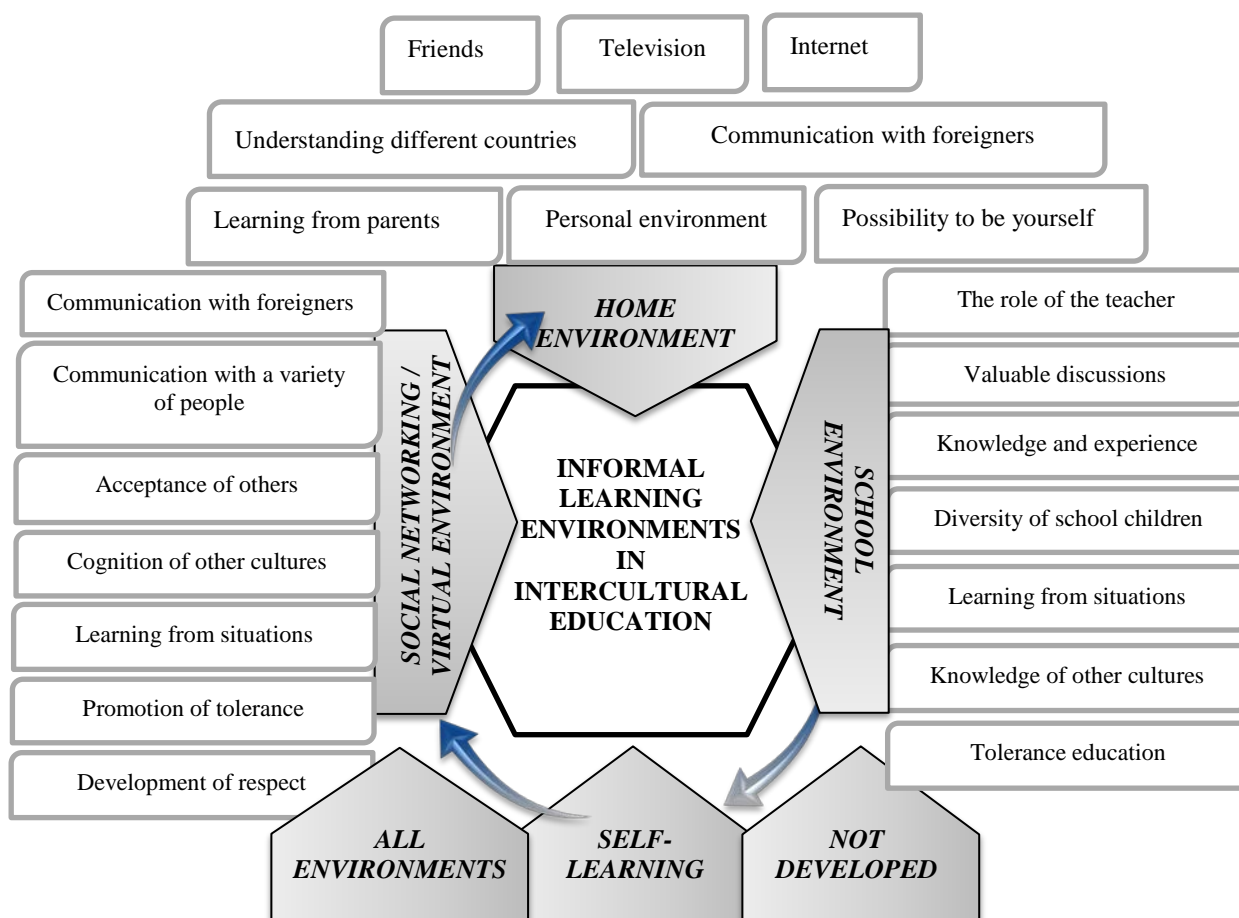 Friends
Television
Internet
Understanding different countries
Communication with foreigners
Learning from parents
Personal environment
Possibility to be yourself
HOME
ENVIRONMENT
Communication with foreigners
Communication with a variety
of people
Acceptance of others
Cognition of other cultures
Learning from situations
Promotion of tolerance
Development of respect
SOCIAL NETWORKING /
VIRTUAL ENVIRONMENT
INFORMAL
LEARNING
ENVIRONMENTS
IN
INTERCULTURAL
EDUCATION
SCHOOL
ENVIRONMENT
The role of the teacher
Valuable discussions
Knowledge and experience
Diversity of school children
Learning from situations
Knowledge of other cultures
Tolerance education
ALL
ENVIRONMENTS
SELF-
LEARNING
NOT
DEVELOPED